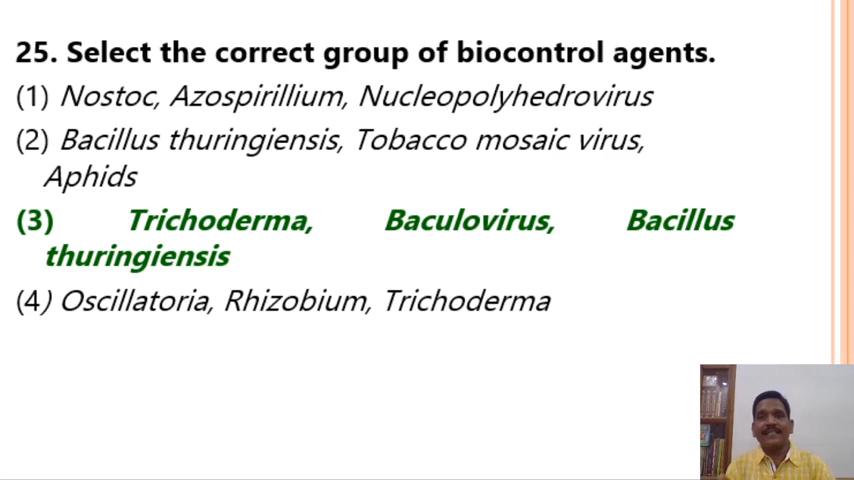 25. Select the correct group of biocontrol agents.
(1) Nostoc, Azospirillium, Nucleopolyhedrovirus
(2) Bacillus thuringiensis, Tobacco mosaic virus,
Aphids
(3) Trichoderma, Baculovirus, Bacillus
thuringiensis
(4) Oscillatoria, Rhizobium, Trichoderma